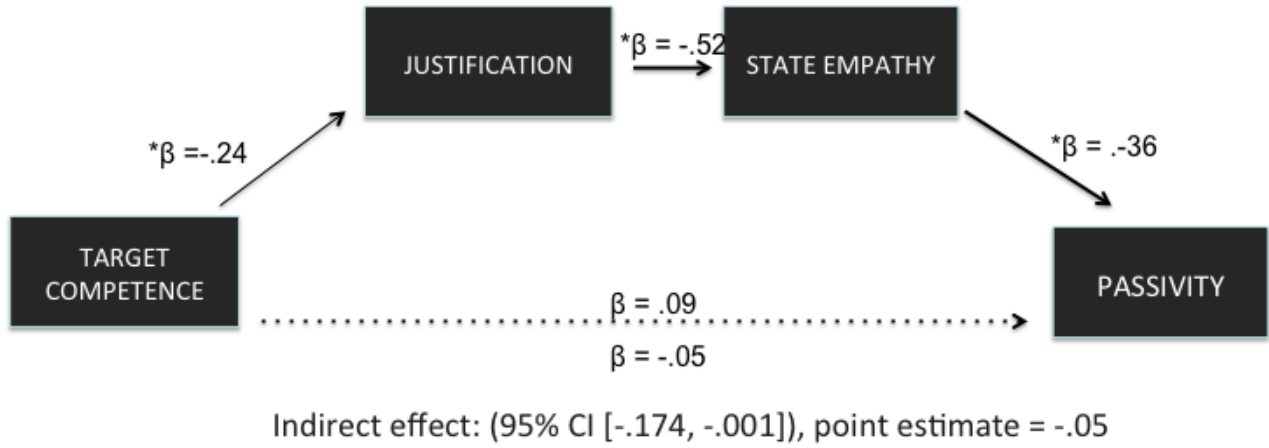 JUSTIFICATION
*β = -.52
STATE EMPATHY
*β =-.24
*β = .-36
TARGET
COMPETENCE
PASSIVITY
β = .09
β = -.05
Indirect effect: (95% CI [-.174, -.001]), point estimate = -.05